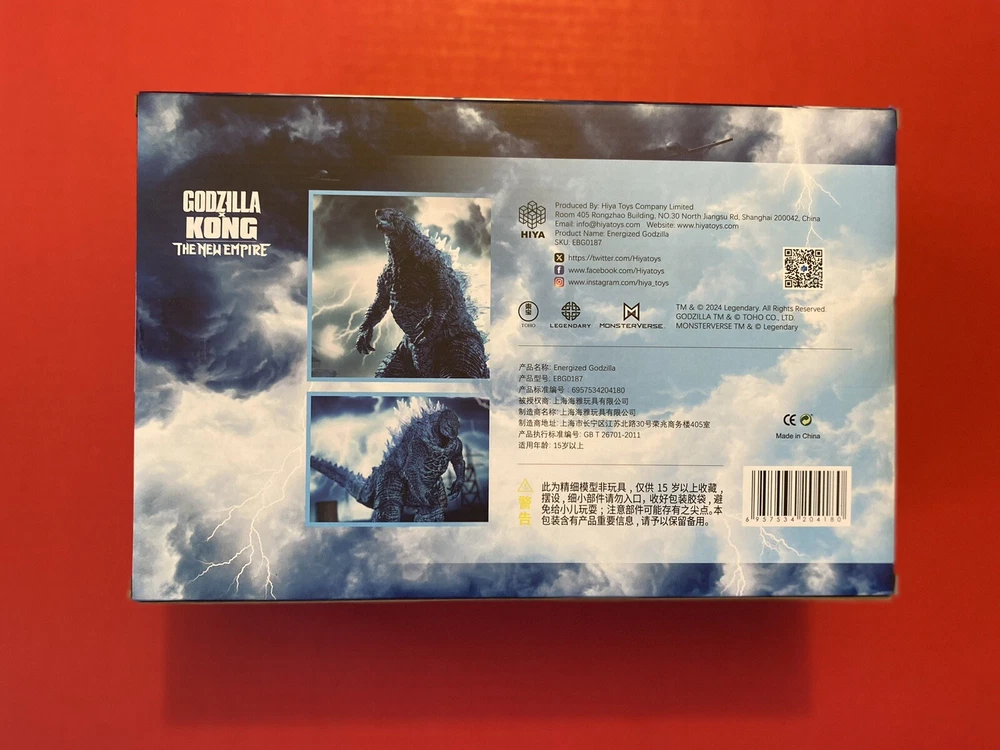 GODZILLA
x
KONG
THE NEW EMPIRE
HIYA
Produced By: Hiya Toys Company Limited
Room 405 Rongzhao Building, NO.30 North Jiangsu Rd, Shanghai 200042, China
Email: info@hiyatoys.com Website: www.hiyatoys.com
Product Name: Energized Godzilla
SKU: EBG0187
https://twitter.com/Hiyatoys
www.facebook.com/Hiyatoys
www.instagram.com/hiya_toys
東宝
TOHO
LEGENDARY
MONSTERVERSE
TM & © 2024 Legendary. All Rights Reserved.
GODZILLA TM & © TOHO CO., LTD.
MONSTERVERSE TM & © Legendary
产品名称: Energized Godzilla
产品型号: EBG0187
产品标准编号: 6957534204180
被授权商: 上海海雅玩具有限公司
制造商名称: 上海海雅玩具有限公司
制造商地址: 上海市长宁区江苏北路30号荣兆商务楼405室
产品执行标准编号: GB T 26701-2011
适用年龄: 15岁以上
CE
Made in China
警告
此为精细模型非玩具，仅供 15 岁以上收藏，
摆设，细小部件请勿入口，收好包装胶袋，避
免给小儿玩耍；注意部件可能存有之尖点。本
包装含有产品重要信息，请予以保留备用。
6 957534 204180